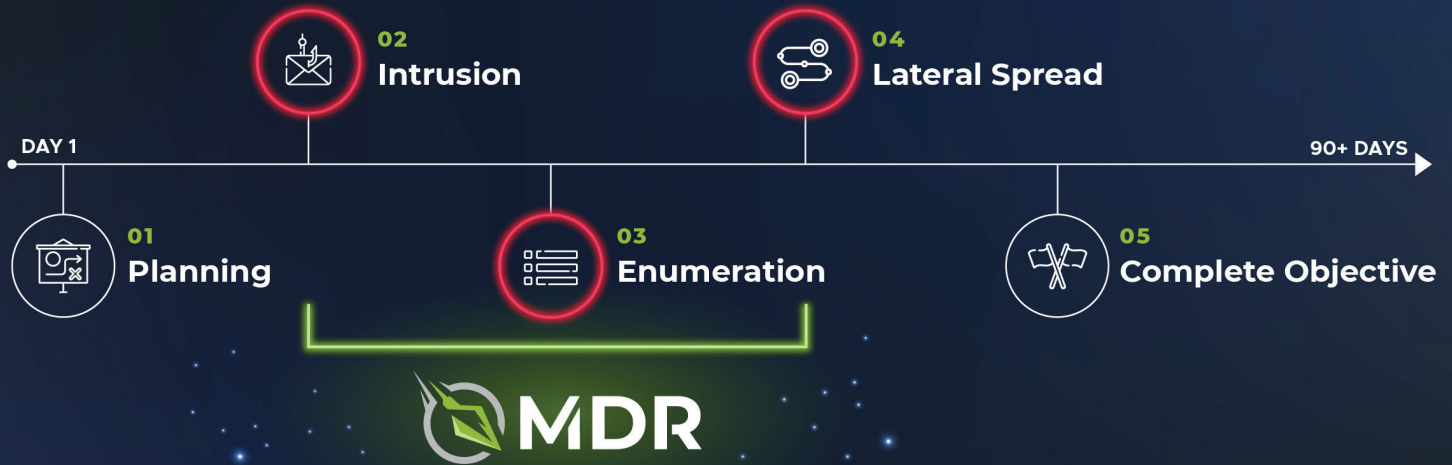 02
Intrusion
04
Lateral Spread
DAY 1
90+ DAYS
01
Planning
03
Enumeration
05
Complete Objective
MDR